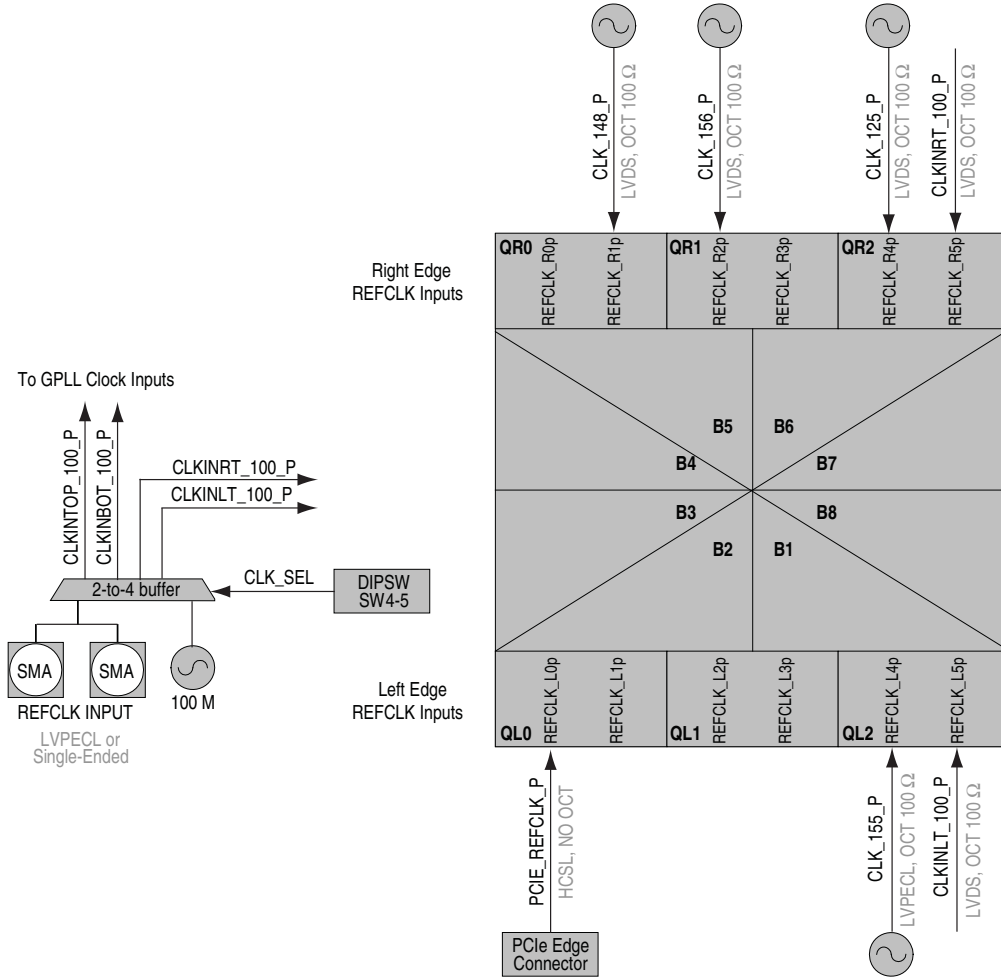 CLK_148_P
LVDS, OCT 100 Ω
CLK_156_P
LVDS, OCT 100 Ω
CLK_125_P
LVDS, OCT 100 Ω
CLKINRT_100_P
LVDS, OCT 100 Ω
Right Edge
REFCLK Inputs
QR0
REFCLK_R0p
REFCLK_R1p
QR1
REFCLK_R2p
REFCLK_R3p
QR2
REFCLK_R4p
REFCLK_R5p
To GPLL Clock Inputs
CLKINTOP_100_P
CLKINBOT_100_P
CLKINRT_100_P
CLKINLT_100_P
CLK_SEL
DIPSW
SW4-5
2-to-4 buffer
SMA
SMA
100 M
REFCLK INPUT
LVPECL or
Single-Ended
B5
B6
B4
B7
B3
B8
B2
B1
Left Edge
REFCLK Inputs
QL0
REFCLK_L0p
REFCLK_L1p
QL1
REFCLK_L2p
REFCLK_L3p
QL2
REFCLK_L4p
REFCLK_L5p
PCIE_REFCLK_P
HCSL, NO OCT
CLK_155_P
LVPECL, OCT 100 Ω
CLKINLT_100_P
LVDS, OCT 100 Ω
PCIe Edge
Connector